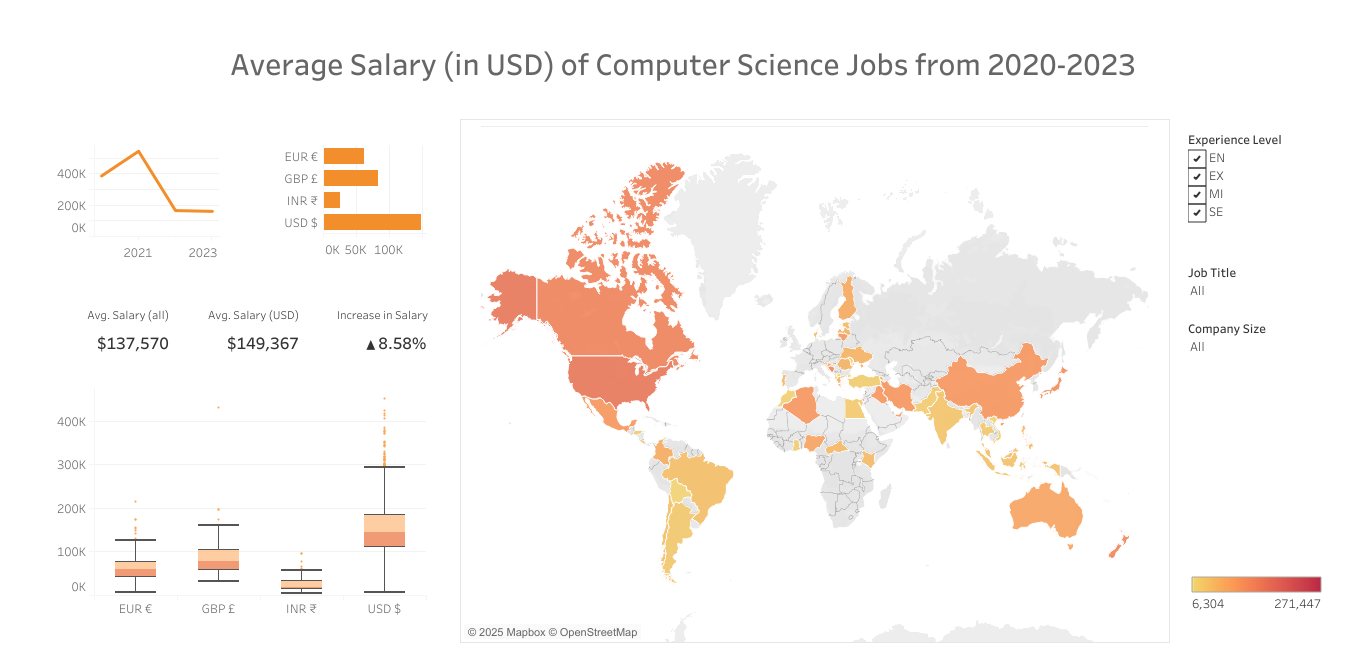 Average Salary (in USD) of Computer Science Jobs from 2020-2023
400K
200K
0K
2021 2023
EUR €
GBP £
INR ₹
USD $
0K 50K 100K
Avg. Salary (all) Avg. Salary (USD) Increase in Salary
$137,570 $149,367 ▲8.58%
400K
300K
200K
100K
0K
EUR € GBP £ INR ₹ USD $
© 2025 Mapbox © OpenStreetMap
Experience Level
EN
EX
MI
SE
Job Title
All
Company Size
All
6,304 271,447